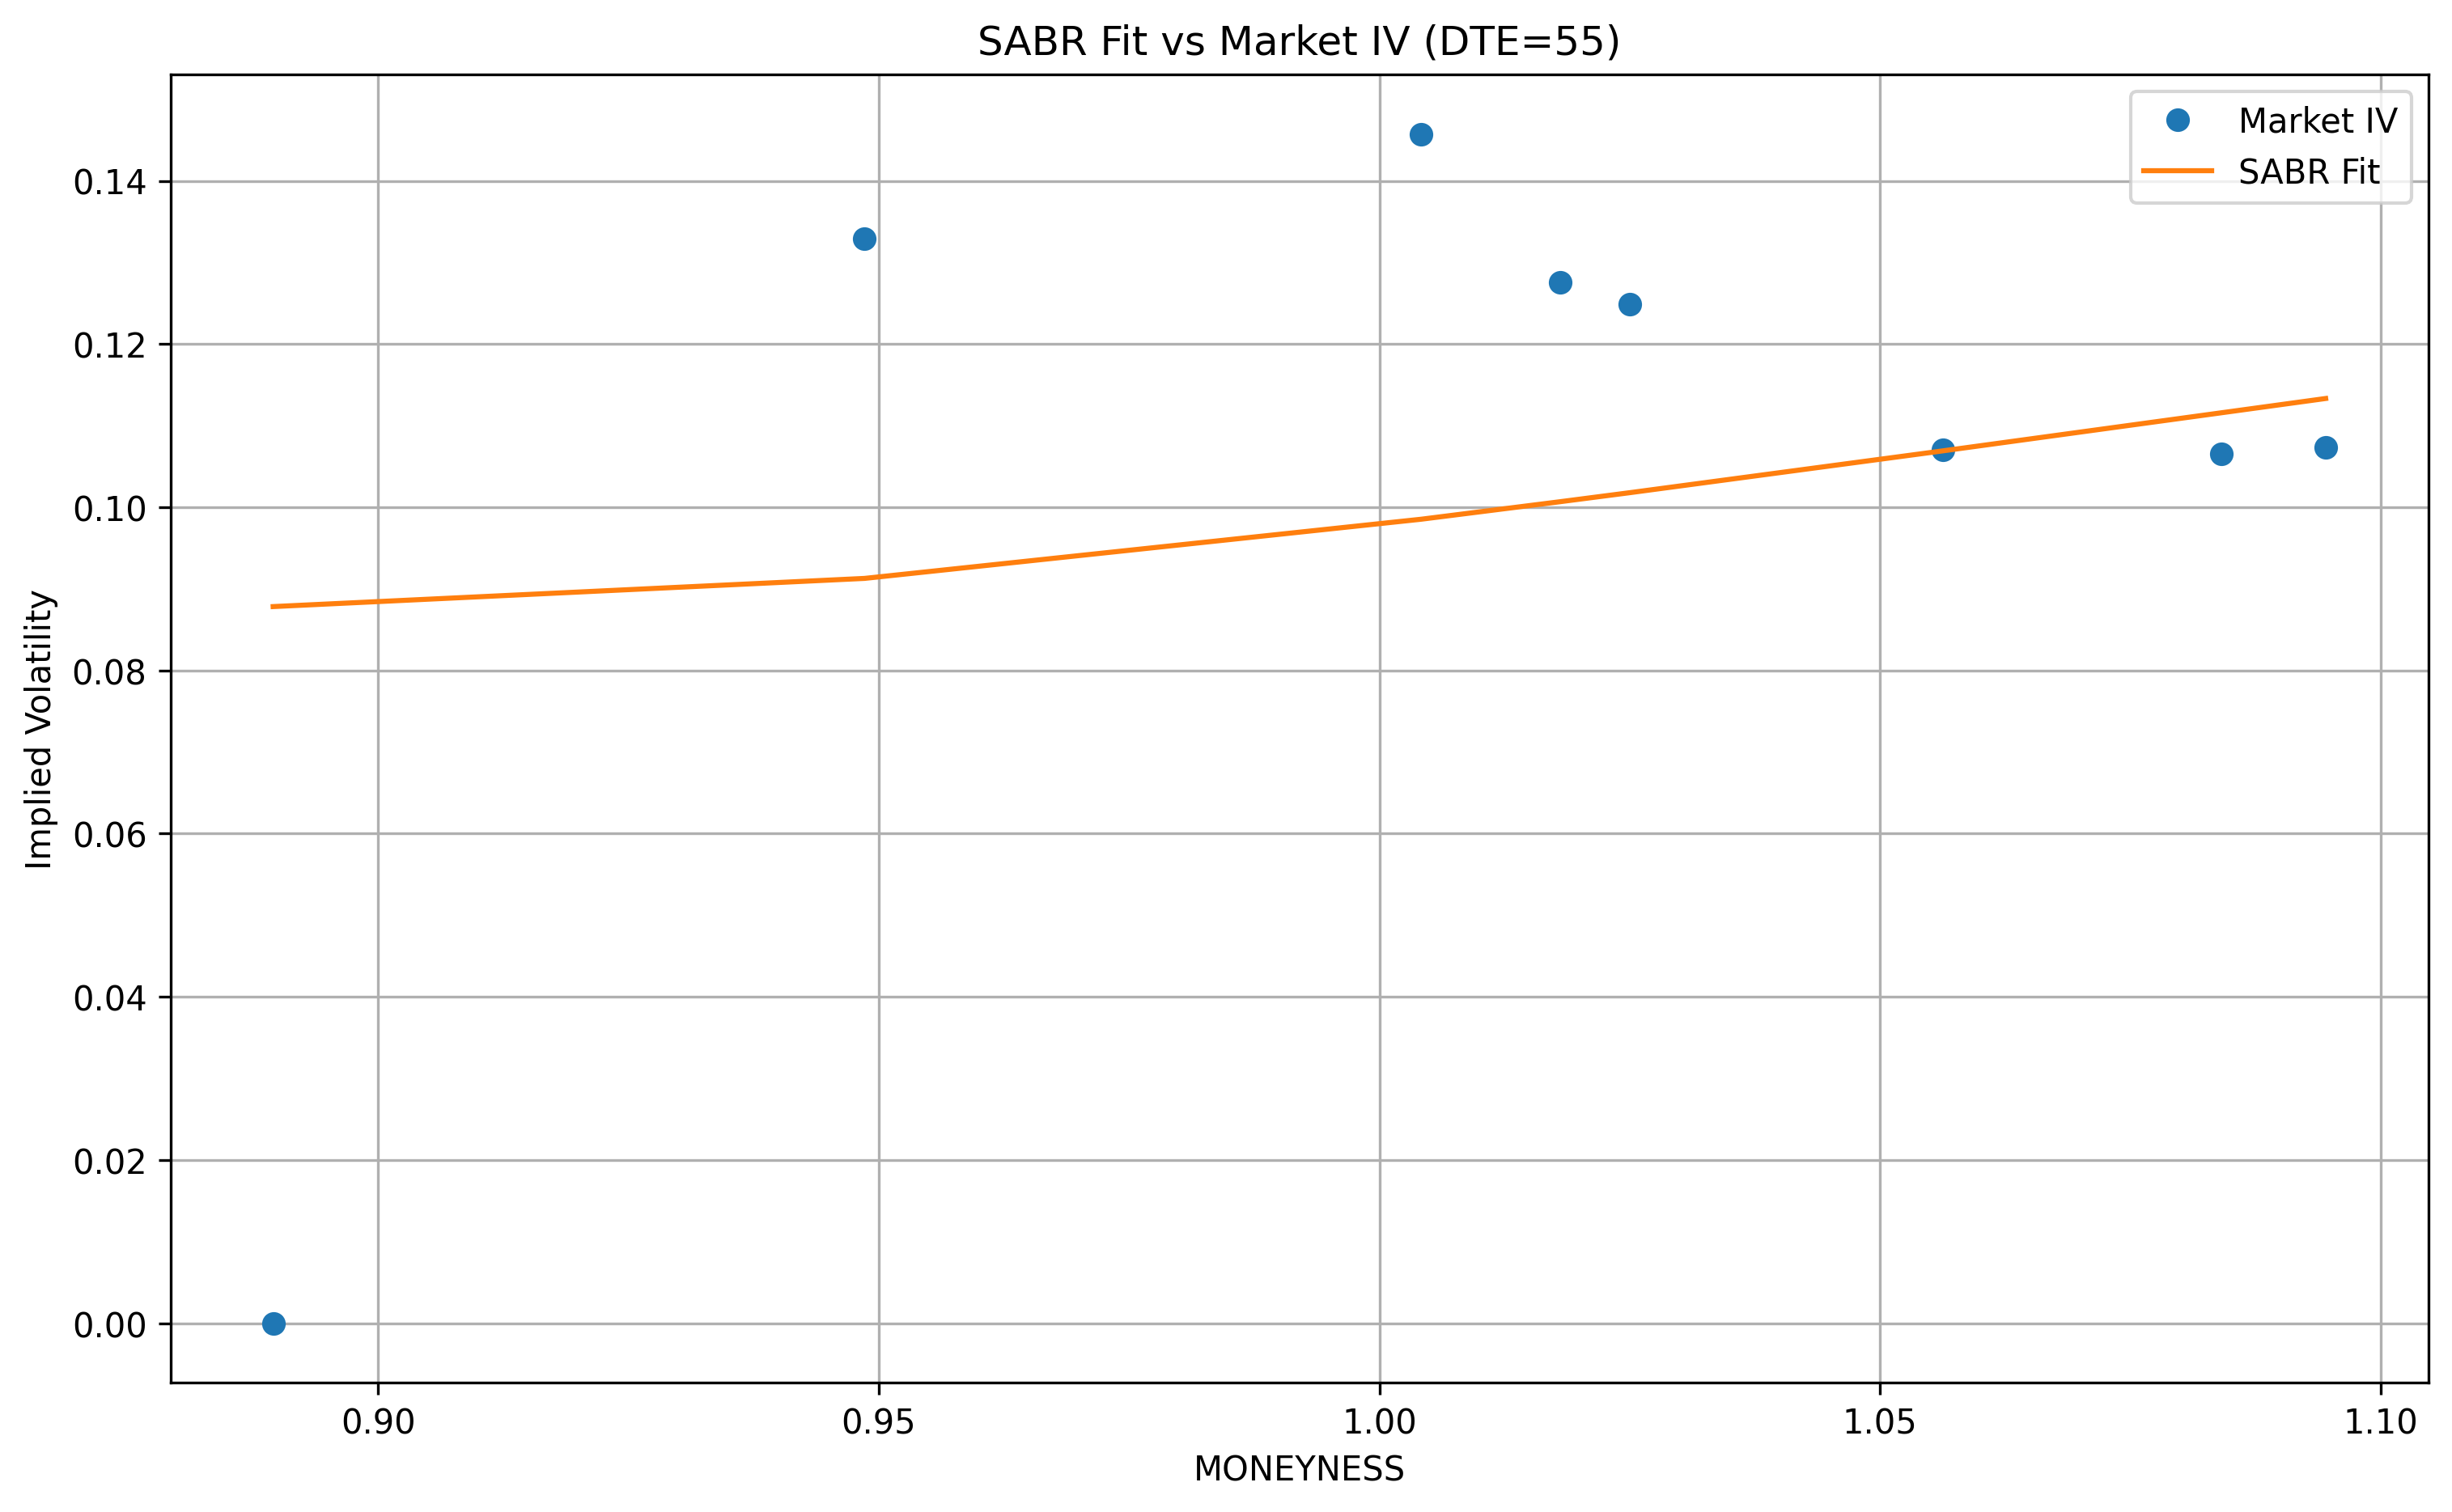 SABR Fit vs Market IV (DTE=55)
Market IV
SABR Fit
Implied Volatility
0.14
0.12
0.10
0.08
0.06
0.04
0.02
0.00
0.90 0.95 1.00 1.05 1.10
MONEYNESS